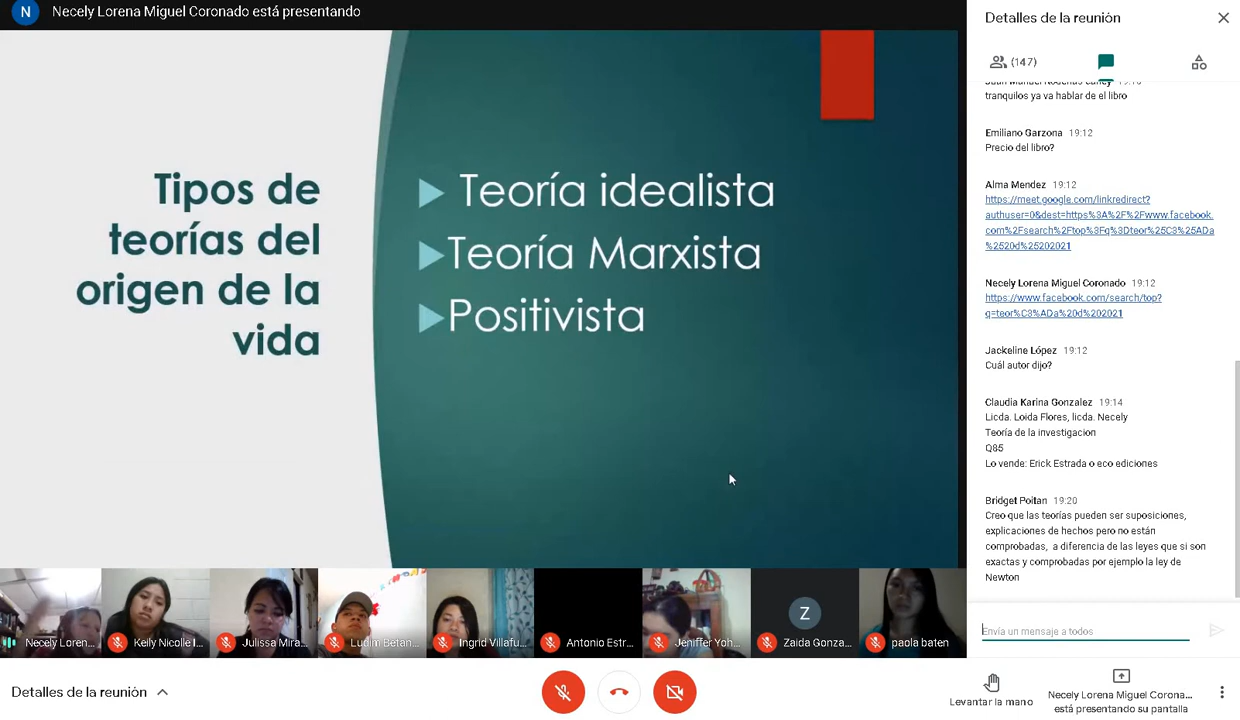 N
Necely Lorena Miguel Coronado está presentando
Tipos de
teorías del
origen de la
vida
Teoría idealista
Teoría Marxista
Positivista
Necely Loren...
Keily Nicolle I...
Julissa Mira...
Ludim Betan...
Ingrid Villafu...
Antonio Estr...
Jeniffer Yoh...
Z
Zaida Gonza...
paola baten
Detalles de la reunión
Detalles de la reunión
(147)
19:10
tranquilos ya va hablar de el libro
Emiliano Garzona 19:12
Precio del libro?
Alma Mendez 19:12
https://meet.google.com/linkredirect?
authuser=0&dest=https%3A%2F%2Fwww.facebook.
com%2Fsearch%2Ftop%3Fq%3Dteor%25C3%25ADa
%2520d%25202021
Necely Lorena Miguel Coronado 19:12
https://www.facebook.com/search/top?
q=teor%C3%ADa%20d%202021
Jackeline López 19:12
Cuál autor dijo?
Claudia Karina Gonzalez 19:14
Licda. Loida Flores, licda. Necely
Teoría de la investigacion
Q85
Lo vende: Erick Estrada o eco ediciones
Bridget Poitan 19:20
Creo que las teorías pueden ser suposiciones,
explicaciones de hechos pero no están
comprobadas, a diferencia de las leyes que si son
exactas y comprobadas por ejemplo la ley de
Newton
Envía un mensaje a todos
Levantar la mano
Necely Lorena Miguel Corona...
está presentando su pantalla